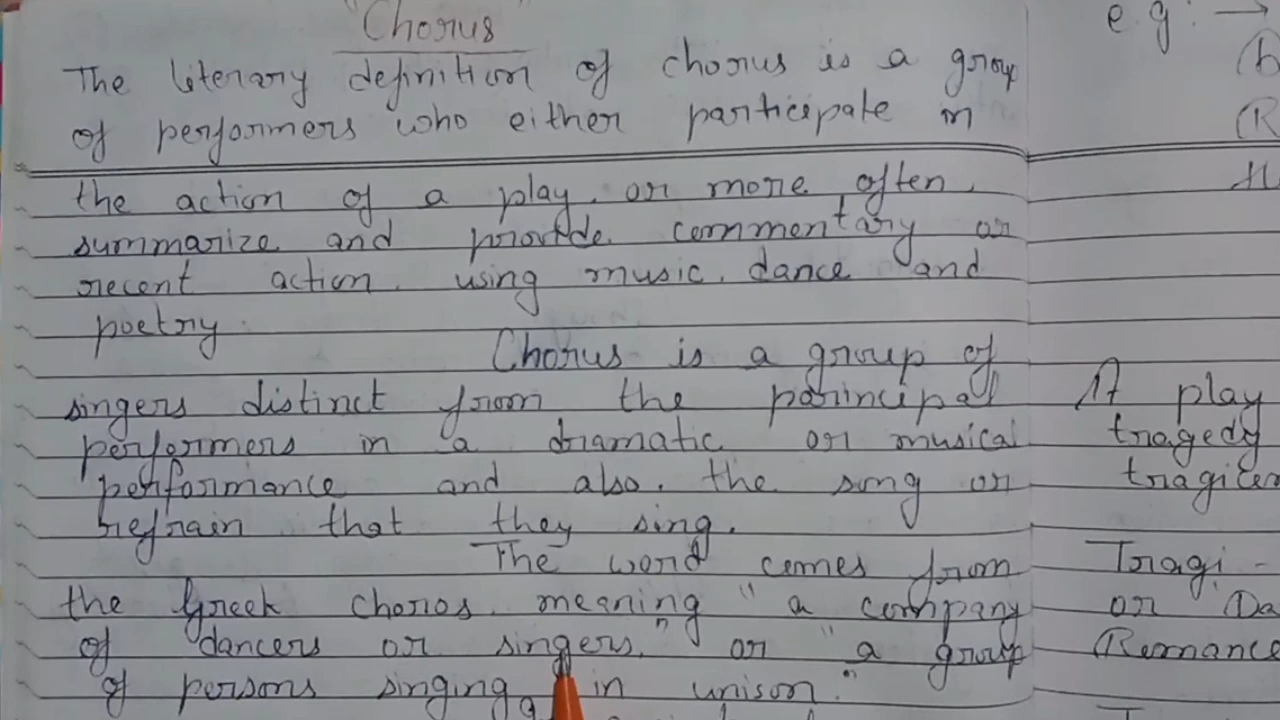 "Chorus"
The literary definition of chorus is a group
of performers who either participate in
the action of a play. or more often,
summarize and provide commentary or
recent action. using music, dance and
poetry.
Chorus is a group of
singers distinct from the parincipal
performers in a dramatic or musical
performance and also, the song or
refrain that they sing.
The word comes from
the Greek choros, meaning "a company
of dancers or singers," or "a group
of persons singing in unison."
e.g. →
(b
(R
A play
tragedy
Tragi-
or Da
Romance